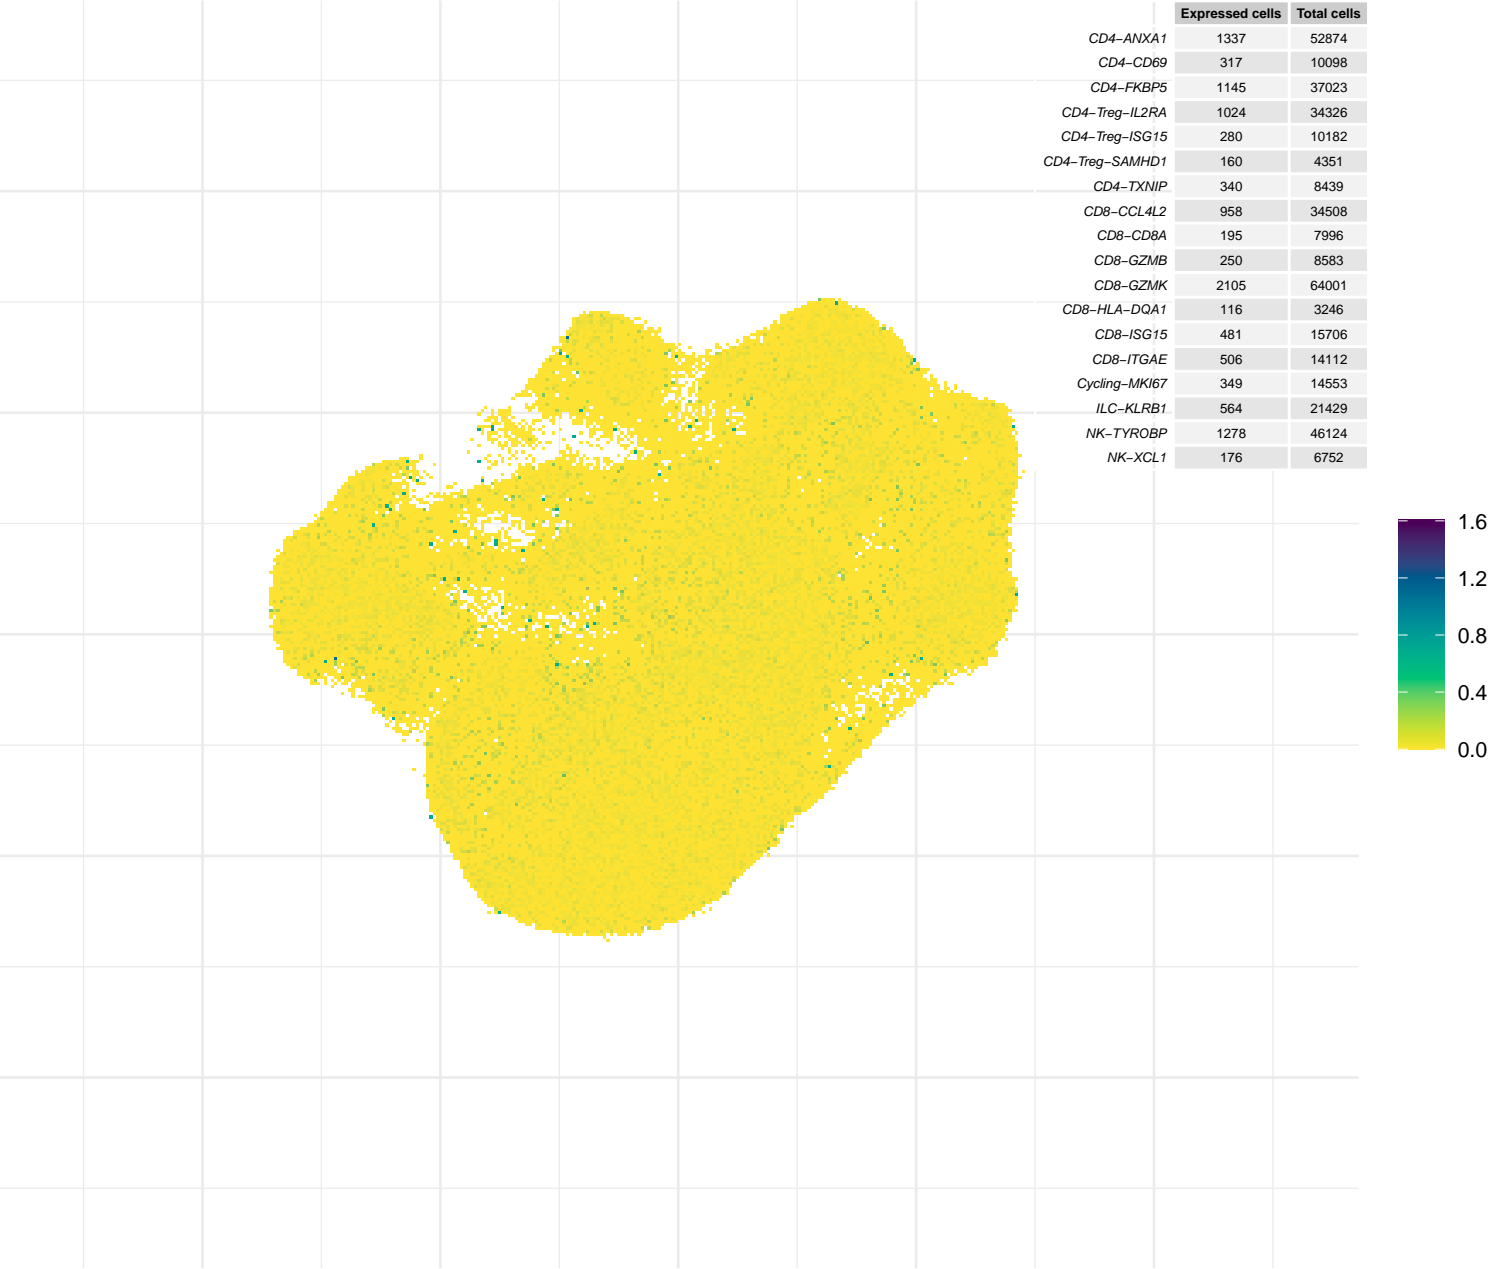 Expressed cells Total cells
CD4−ANXA1 1337 52874
CD4−CD69 317 10098
CD4−FKBP5 1145 37023
CD4−Treg−IL2RA 1024 34326
CD4−Treg−ISG15 280 10182
CD4−Treg−SAMHD1 160 4351
CD4−TXNIP 340 8439
CD8−CCL4L2 958 34508
CD8−CD8A 195 7996
CD8−GZMB 250 8583
CD8−GZMK 2105 64001
CD8−HLA−DQA1 116 3246
CD8−ISG15 481 15706
CD8−ITGAE 506 14112
Cycling−MKI67 349 14553
ILC−KLRB1 564 21429
NK−TYROBP 1278 46124
NK−XCL1 176 6752
1.6
1.2
0.8
0.4
0.0